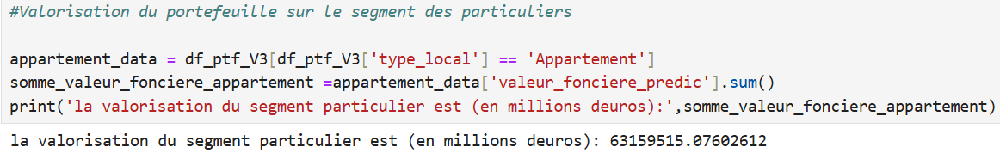 #Valorisation du portefeuille sur le segment des particuliers
appartement_data = df_ptf_V3[df_ptf_V3['type_local'] == 'Appartement']
somme_valeur_fonciere_appartement =appartement_data['valeur_fonciere_predic'].sum()
print('la valorisation du segment particulier est (en millions deuros):',somme_valeur_fonciere_appartement)
la valorisation du segment particulier est (en millions deuros): 63159515.07602612